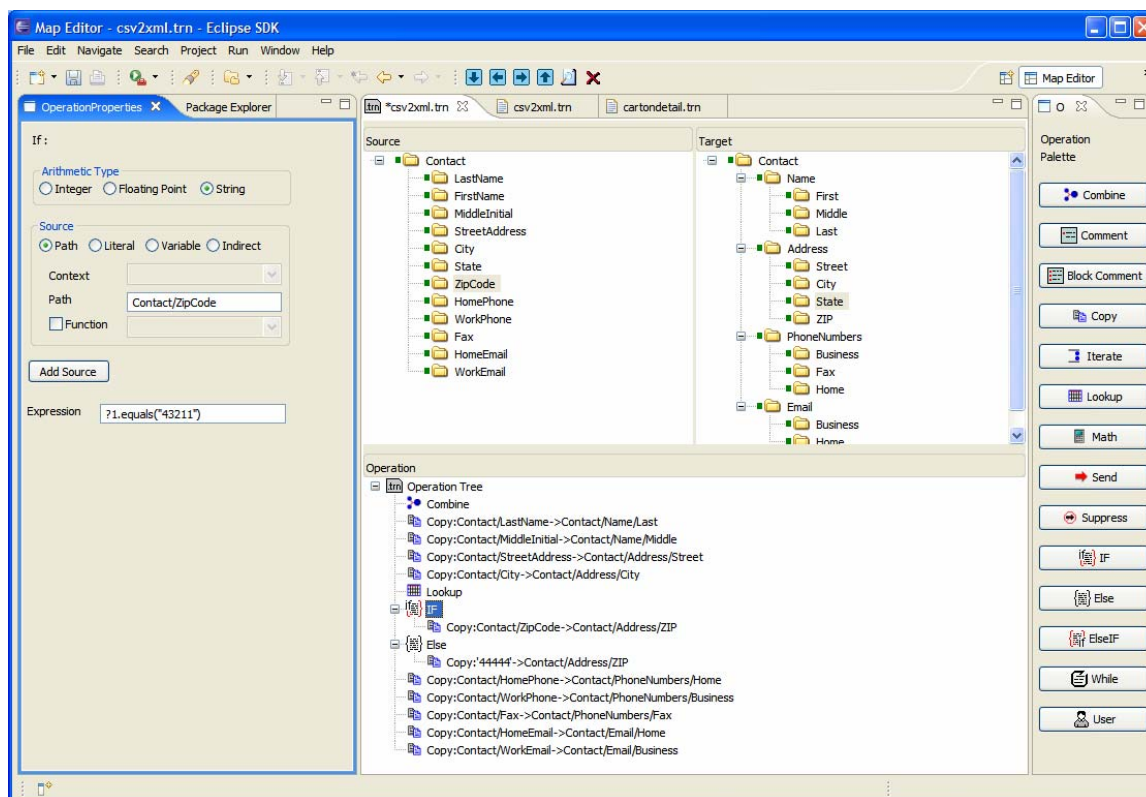 Map Editor - csv2xml.trn - Eclipse SDK
File Edit Navigate Search Project Run Window Help
Map Editor
OperationProperties
Package Explorer
If:
Arithmetic Type
Integer Floating Point String
Source
Path Literal Variable Indirect
Context
Path Contact/ZipCode
Function
Add Source
Expression ?1.equals("43211")
*csv2xml.trn csv2xml.trn cartondetail.trn
Source
Contact
LastName
FirstName
MiddleInitial
StreetAddress
City
State
ZipCode
HomePhone
WorkPhone
Fax
HomeEmail
WorkEmail
Target
Contact
Name
First
Middle
Last
Address
Street
City
State
ZIP
PhoneNumbers
Business
Fax
Home
Email
Business
Home
Operation
.trn Operation Tree
Combine
Copy:Contact/LastName->Contact/Name/Last
Copy:Contact/MiddleInitial->Contact/Name/Middle
Copy:Contact/StreetAddress->Contact/Address/Street
Copy:Contact/City->Contact/Address/City
Lookup
IF
Copy:Contact/ZipCode->Contact/Address/ZIP
Else
Copy:'44444'->Contact/Address/ZIP
Copy:Contact/HomePhone->Contact/PhoneNumbers/Home
Copy:Contact/WorkPhone->Contact/PhoneNumbers/Business
Copy:Contact/Fax->Contact/PhoneNumbers/Fax
Copy:Contact/HomeEmail->Contact/Email/Home
Copy:Contact/WorkEmail->Contact/Email/Business
O
Operation
Palette
Combine
Comment
Block Comment
Copy
Iterate
Lookup
Math
Send
Suppress
IF
Else
ElseIF
While
User